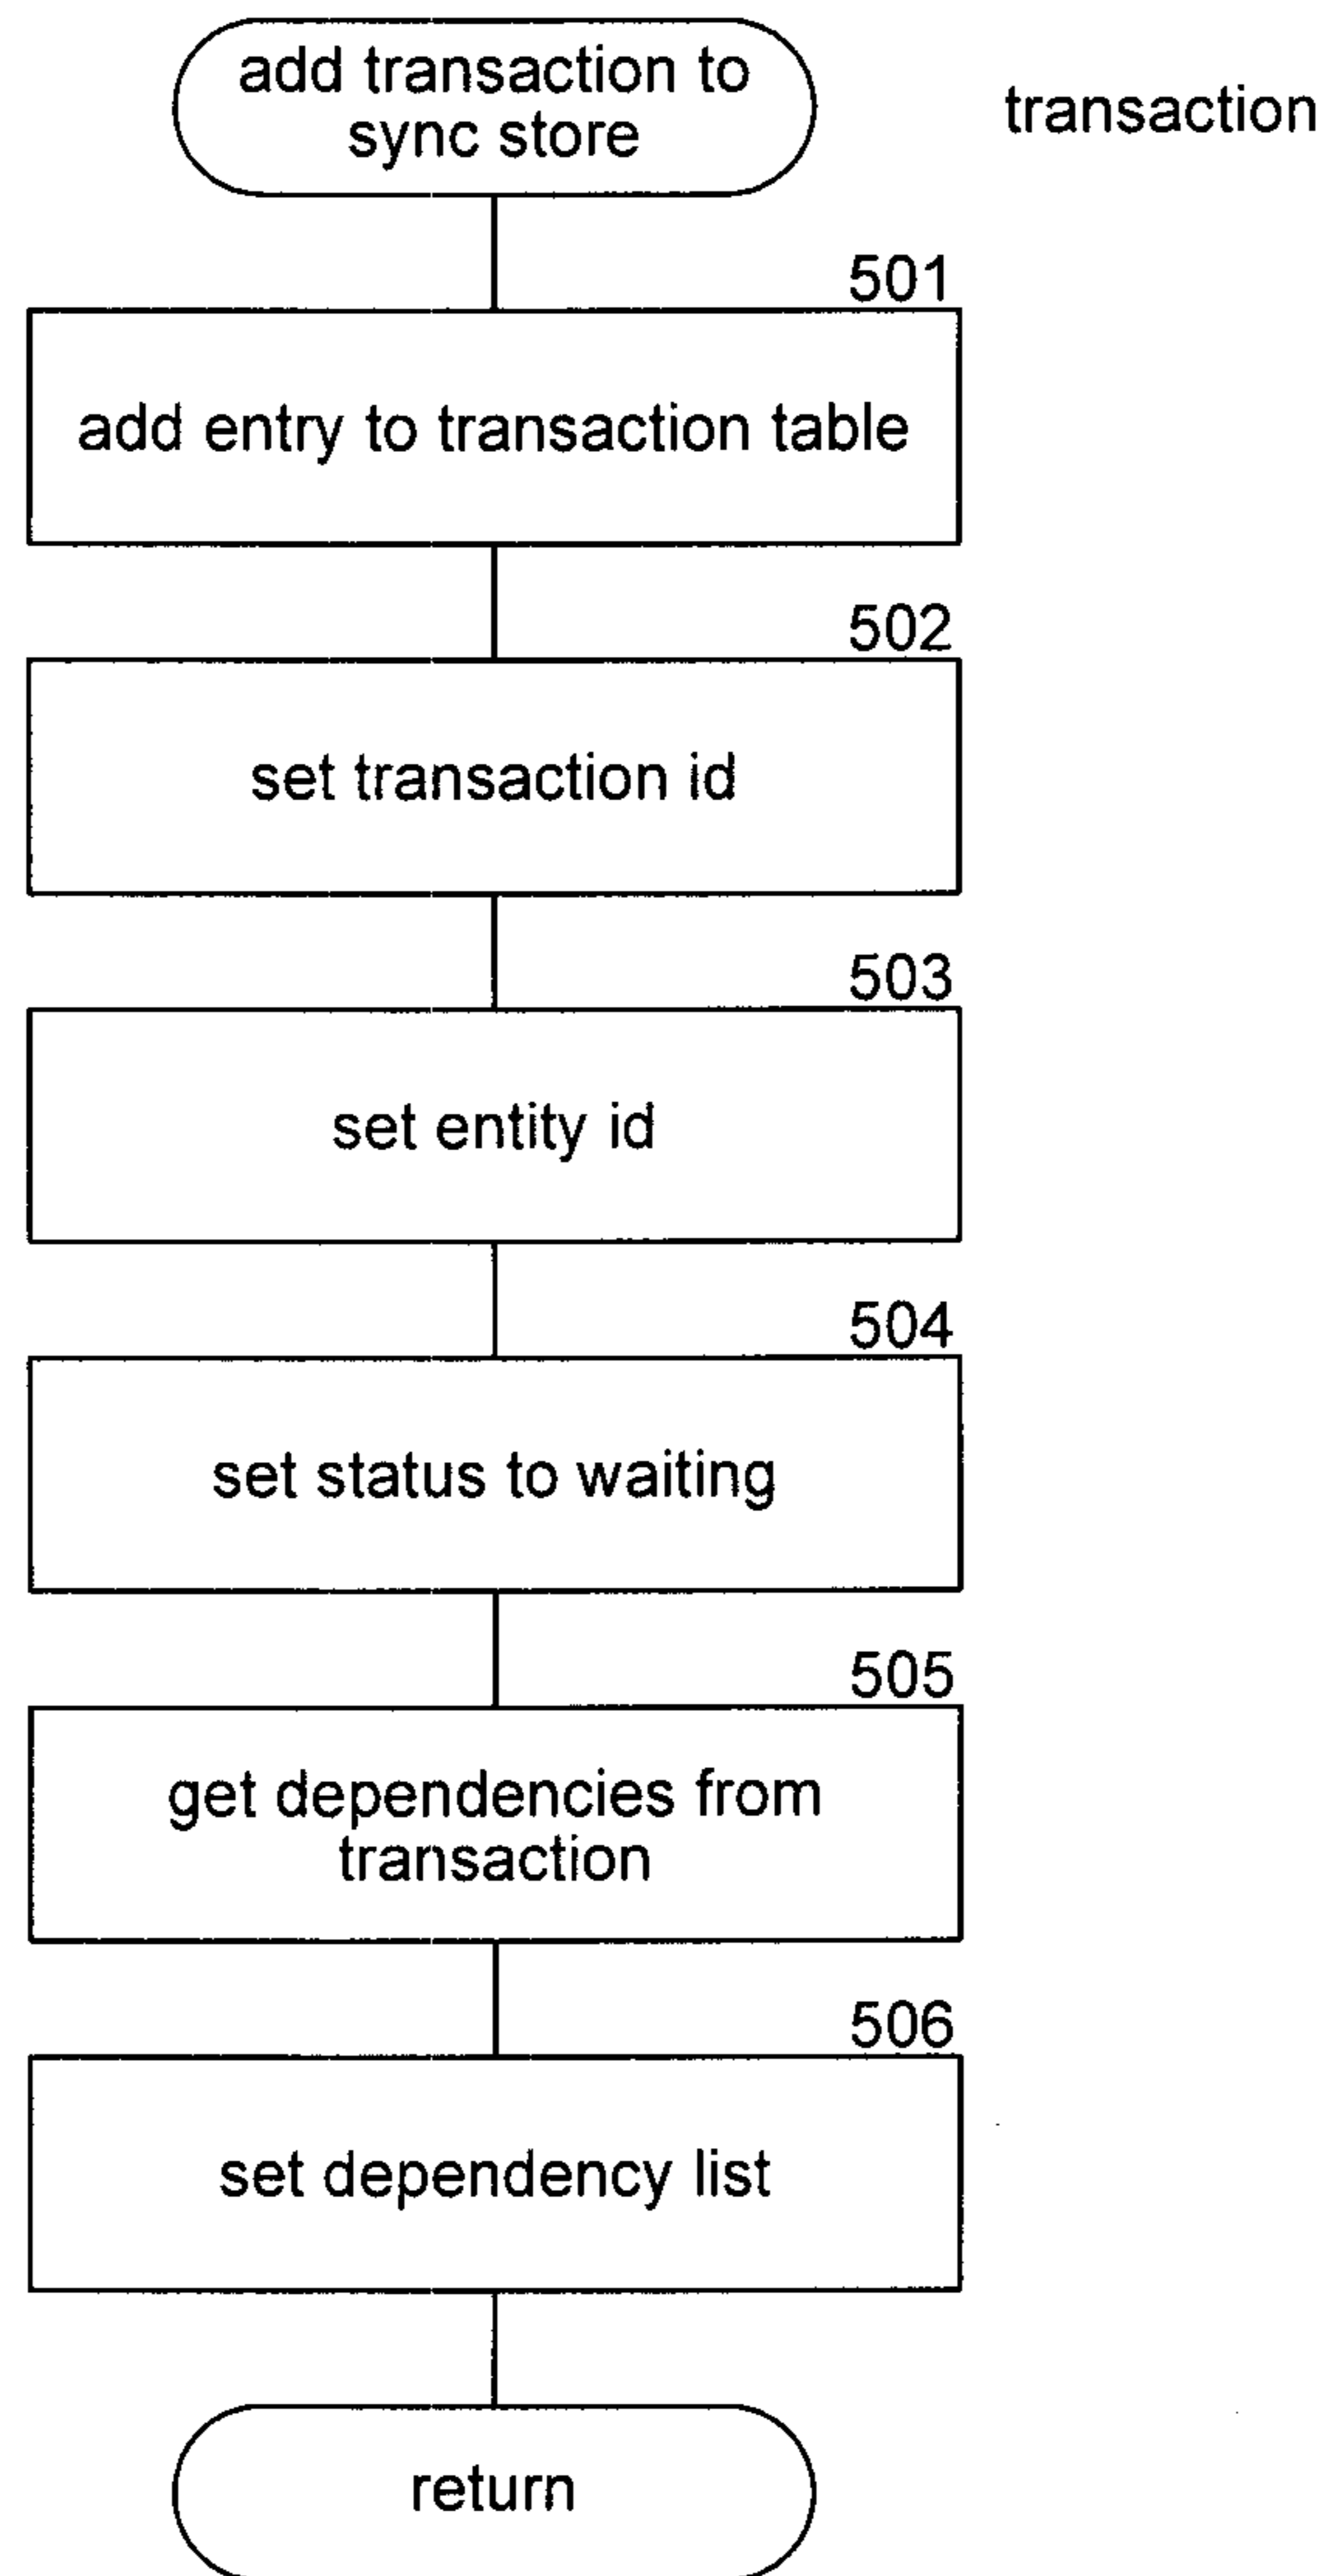 add transaction to
sync store
transaction
501
add entry to transaction table
502
set transaction id
503
set entity id
504
set status to waiting
505
get dependencies from
transaction
506
set dependency list
return